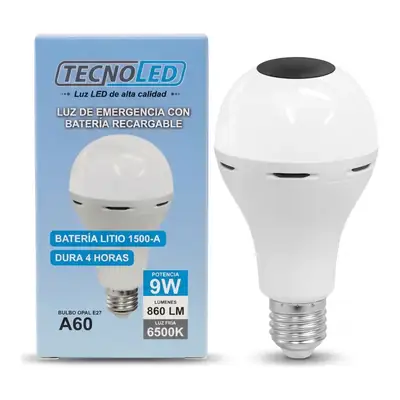 TECNOLED
Luz LED de alta calidad
LUZ DE EMERGENCIA CON
BATERÍA RECARGABLE
BATERÍA LITIO 1500-A
DURA 4 HORAS
POTENCIA
9W
LÚMENES
860 LM
LUZ FRIA
6500K
BULBO OPAL E27
A60